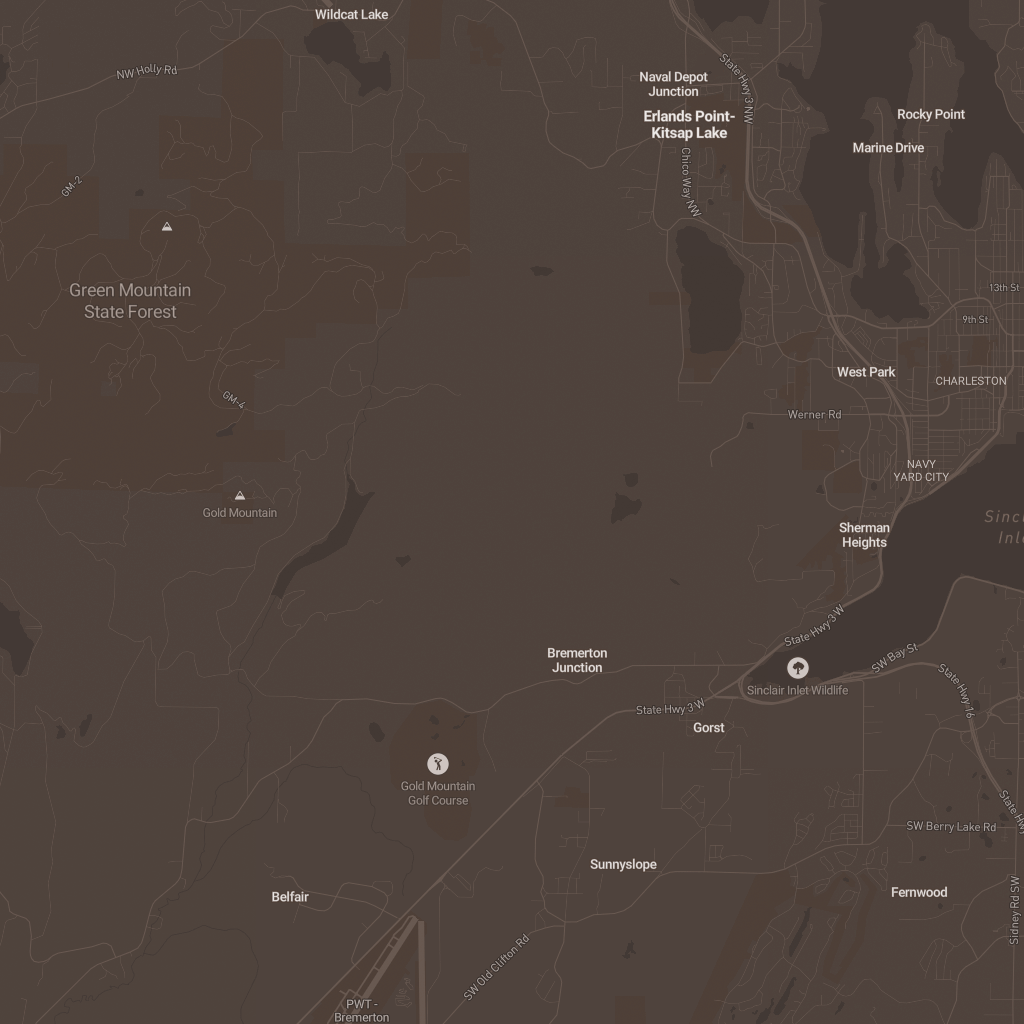 Wildcat Lake
NW Holly Rd
State Hwy 3 NW
Naval Depot
Junction
Rocky Point
Erlands Point-
Kitsap Lake
Marine Drive
Chico Way NW
GM-2
Green Mountain
State Forest
13th St
9th St
West Park
CHARLESTON
GM-4
Werner Rd
NAVY
YARD CITY
Gold Mountain
Sherman
Heights
State Hwy 3 W
Bremerton
Junction
SW Bay St
Sinclair Inlet Wildlife
State Hwy 16
State Hwy 3 W
Gorst
Gold Mountain
Golf Course
State Hwy
SW Berry Lake Rd
Sunnyslope
Belfair
Fernwood
Sidney Rd SW
SW Old Clifton Rd
PWT -
Bremerton